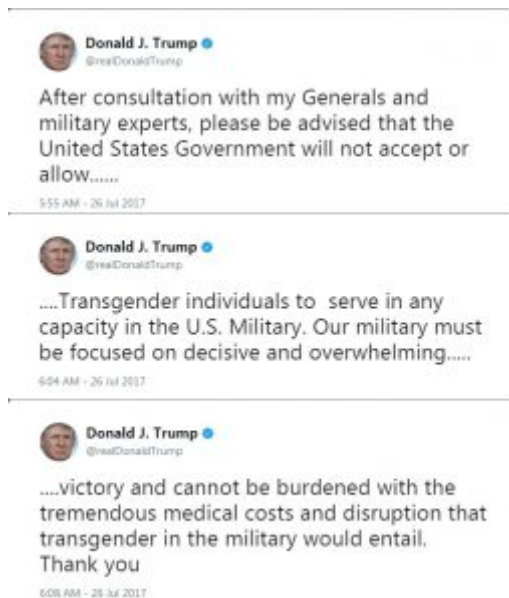 Donald J. Trump
@realDonaldTrump
After consultation with my Generals and
military experts, please be advised that the
United States Government will not accept or
allow......
5:55 AM - 26 Jul 2017
Donald J. Trump
@realDonaldTrump
....Transgender individuals to serve in any
capacity in the U.S. Military. Our military must
be focused on decisive and overwhelming.....
6:04 AM - 26 Jul 2017
Donald J. Trump
@realDonaldTrump
....victory and cannot be burdened with the
tremendous medical costs and disruption that
transgender in the military would entail.
Thank you
6:08 AM - 26 Jul 2017